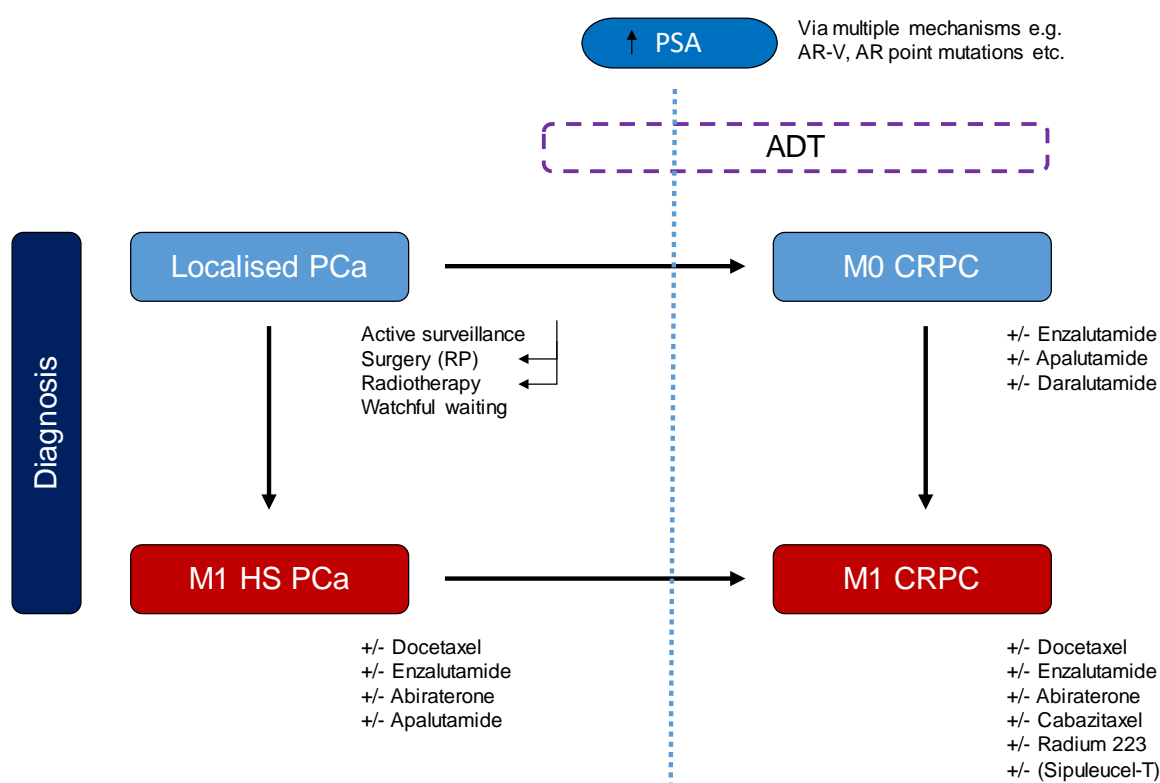 PSA
Via multiple mechanisms e.g.
AR-V, AR point mutations etc.
ADT
Diagnosis
Localised PCa
M0 CRPC
Active surveillance
Surgery (RP)
Radiotherapy
Watchful waiting
+/- Enzalutamide
+/- Apalutamide
+/- Daralutamide
M1 HS PCa
M1 CRPC
+/- Docetaxel
+/- Enzalutamide
+/- Abiraterone
+/- Apalutamide
+/- Docetaxel
+/- Enzalutamide
+/- Abiraterone
+/- Cabazitaxel
+/- Radium 223
+/- (Sipuleucel-T)